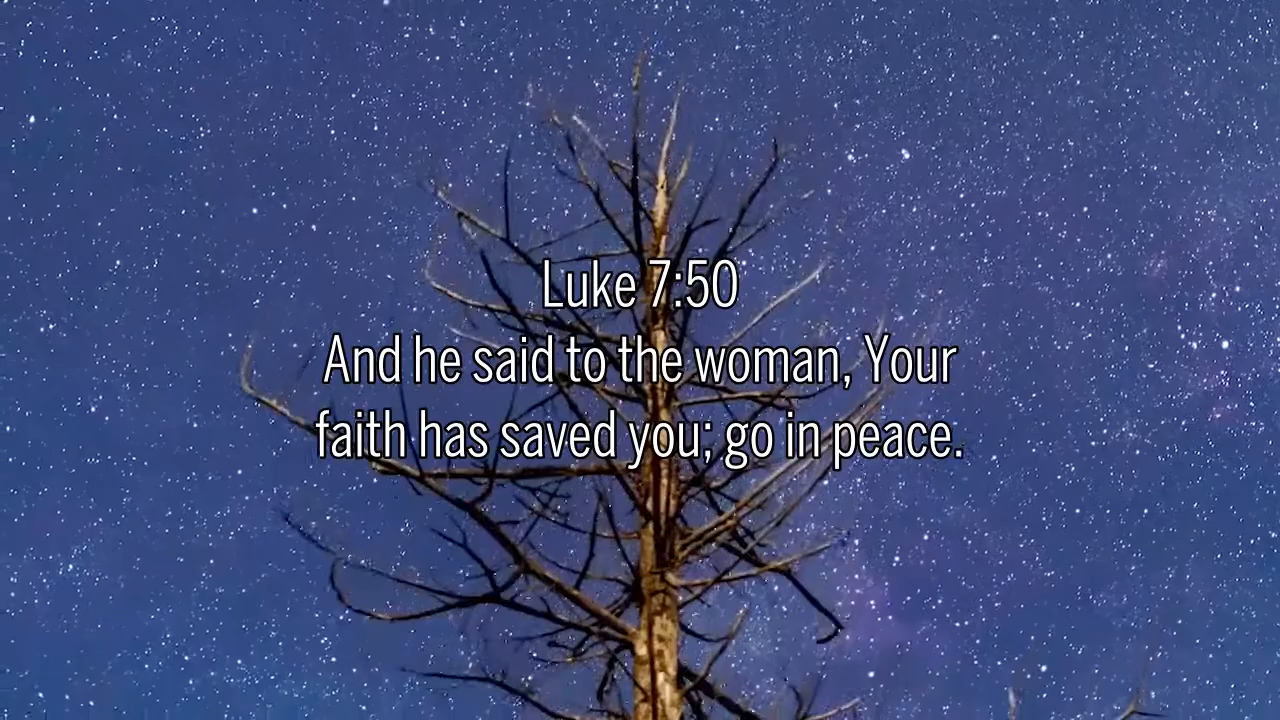 Luke 7:50
And he said to the woman, Your
faith has saved you; go in peace.